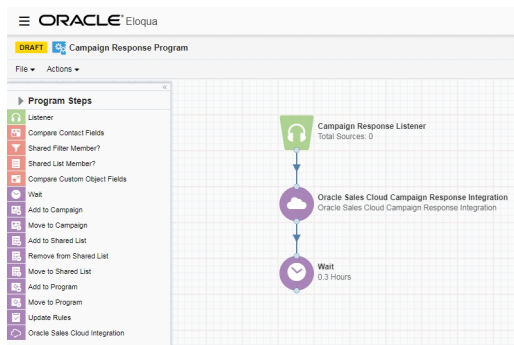 ORACLE Eloqua
DRAFT Campaign Response Program
File Actions
Program Steps
Listener
Compare Contact Fields
Shared Filter Member?
Shared List Member?
Compare Custom Object Fields
Wait
Add to Campaign
Move to Campaign
Add to Shared List
Remove from Shared List
Move to Shared List
Add to Program
Move to Program
Update Rules
Oracle Sales Cloud Integration
Campaign Response Listener
Total Sources: 0
Oracle Sales Cloud Campaign Response Integration
Oracle Sales Cloud Campaign Response Integration
Wait
0.3 Hours